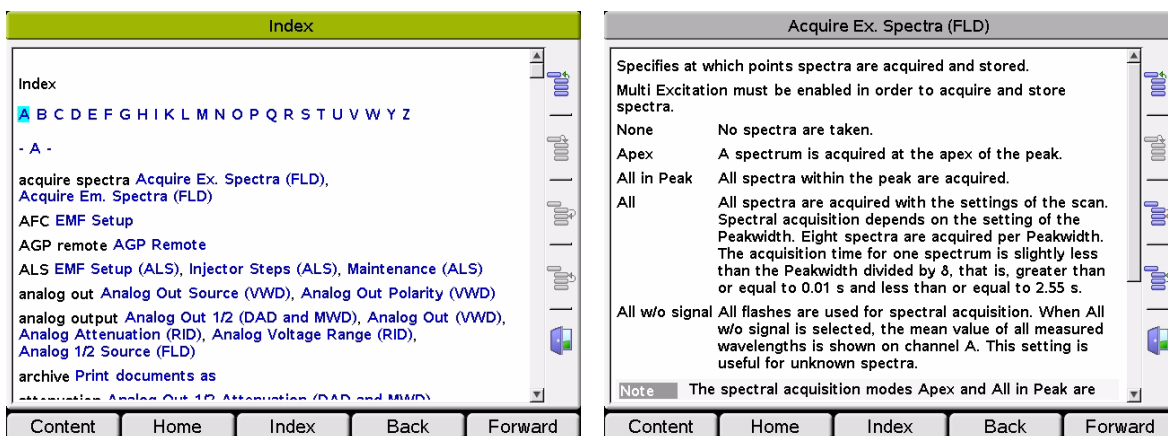 Index
Index
A B C D E F G H I K L M N O P Q R S T U V W Y Z
- A -
acquire spectra Acquire Ex. Spectra (FLD),
Acquire Em. Spectra (FLD)
AFC EMF Setup
AGP remote AGP Remote
ALS EMF Setup (ALS), Injector Steps (ALS), Maintenance (ALS)
analog out Analog Out Source (VWD), Analog Out Polarity (VWD)
analog output Analog Out 1/2 (DAD and MWD), Analog Out (VWD),
Analog Attenuation (RID), Analog Voltage Range (RID),
Analog 1/2 Source (FLD)
archive Print documents as
attenuation Analog Out 1/2 Attenuation (DAD and MWD)
Content Home Index Back Forward
Acquire Ex. Spectra (FLD)
Specifies at which points spectra are acquired and stored.
Multi Excitation must be enabled in order to acquire and store
spectra.
None No spectra are taken.
Apex A spectrum is acquired at the apex of the peak.
All in Peak All spectra within the peak are acquired.
All All spectra are acquired with the settings of the scan.
Spectral acquisition depends on the setting of the
Peakwidth. Eight spectra are acquired per Peakwidth.
The acquisition time for one spectrum is slightly less
than the Peakwidth divided by 8, that is, greater than
or equal to 0.01 s and less than or equal to 2.55 s.
All w/o signal All flashes are used for spectral acquisition. When All
w/o signal is selected, the mean value of all measured
wavelengths is shown on channel A. This setting is
useful for unknown spectra.
Note The spectral acquisition modes Apex and All in Peak are
Content Home Index Back Forward